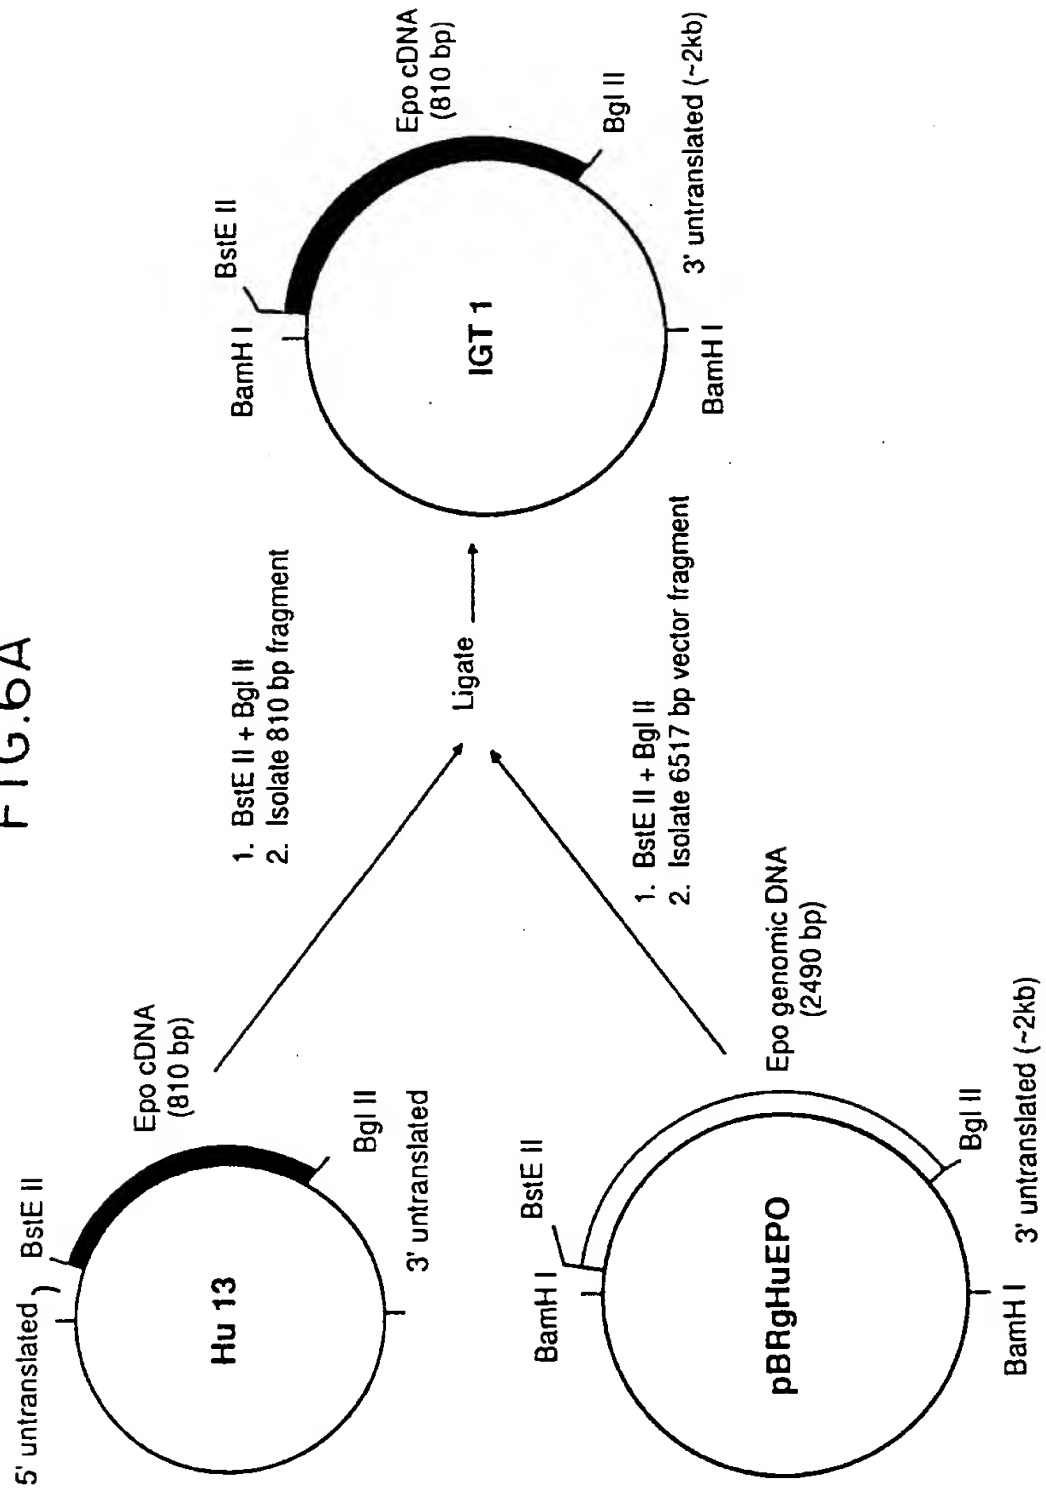 FIG.6A
5' untranslated
BstE II
Epo cDNA
(810 bp)
Hu 13
Bgl II
3' untranslated
1. BstE II + Bgl II
2. Isolate 810 bp fragment
Ligate
BamH I
BstE II
Epo genomic DNA
(2490 bp)
pBRgHuEPO
Bgl II
BamH I
3' untranslated (~2kb)
1. BstE II + Bgl II
2. Isolate 6517 bp vector fragment
BamH I
BstE II
Epo cDNA
(810 bp)
IGT 1
Bgl II
BamH I
3' untranslated (~2kb)